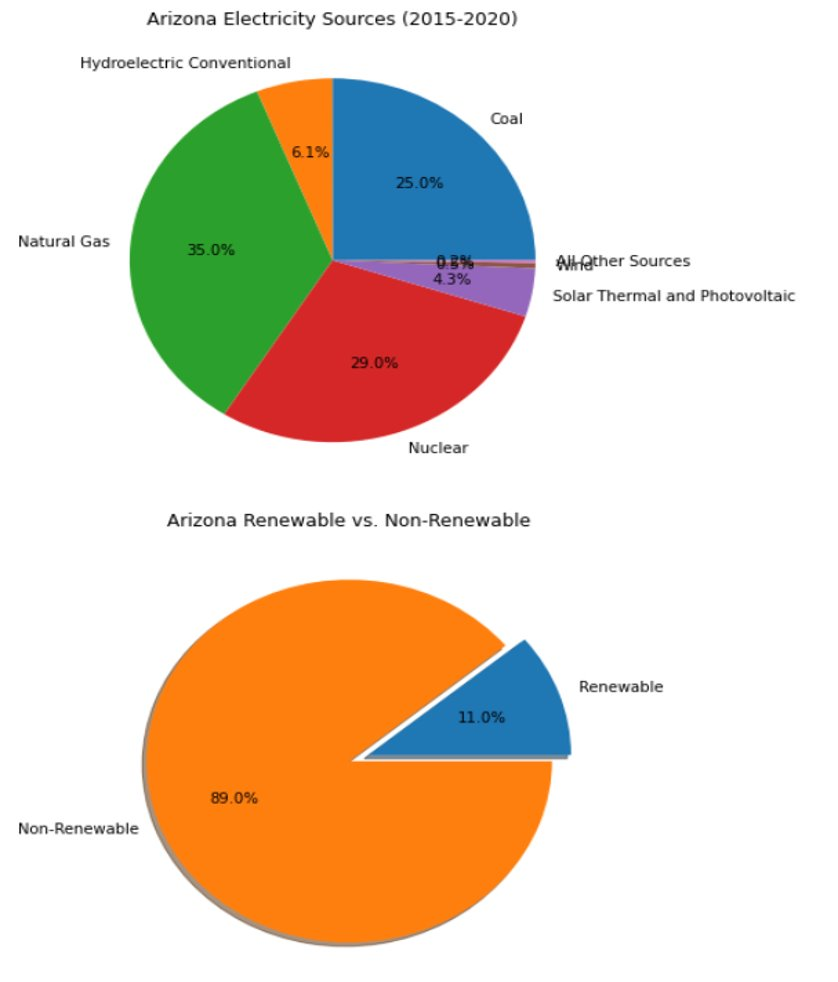 Arizona Electricity Sources (2015-2020)
Hydroelectric Conventional
Coal
6.1%
25.0%
Natural Gas
35.0%
All Other Sources
Wind
4.3%
Solar Thermal and Photovoltaic
29.0%
Nuclear
Arizona Renewable vs. Non-Renewable
Renewable
11.0%
89.0%
Non-Renewable